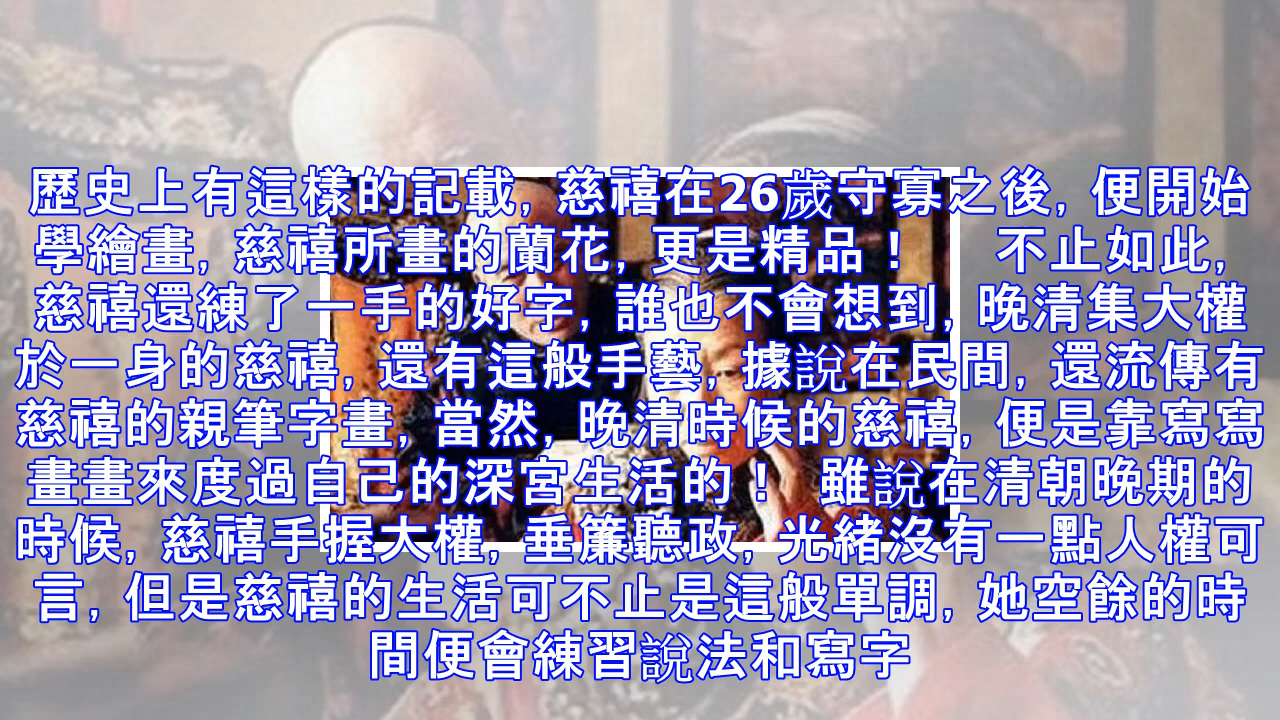 歷史上有這樣的記載, 慈禧在26歲守寡之後, 便開始
學繪畫, 慈禧所畫的蘭花, 更是精品！ 不止如此,
慈禧還練了一手的好字, 誰也不會想到, 晚清集大權
於一身的慈禧, 還有這般手藝, 據說在民間, 還流傳有
慈禧的親筆字畫, 當然, 晚清時候的慈禧, 便是靠寫寫
畫畫來度過自己的深宮生活的！ 雖說在清朝晚期的
時候, 慈禧手握大權, 垂簾聽政, 光緒沒有一點人權可
言, 但是慈禧的生活可不止是這般單調, 她空餘的時
間便會練習說法和寫字